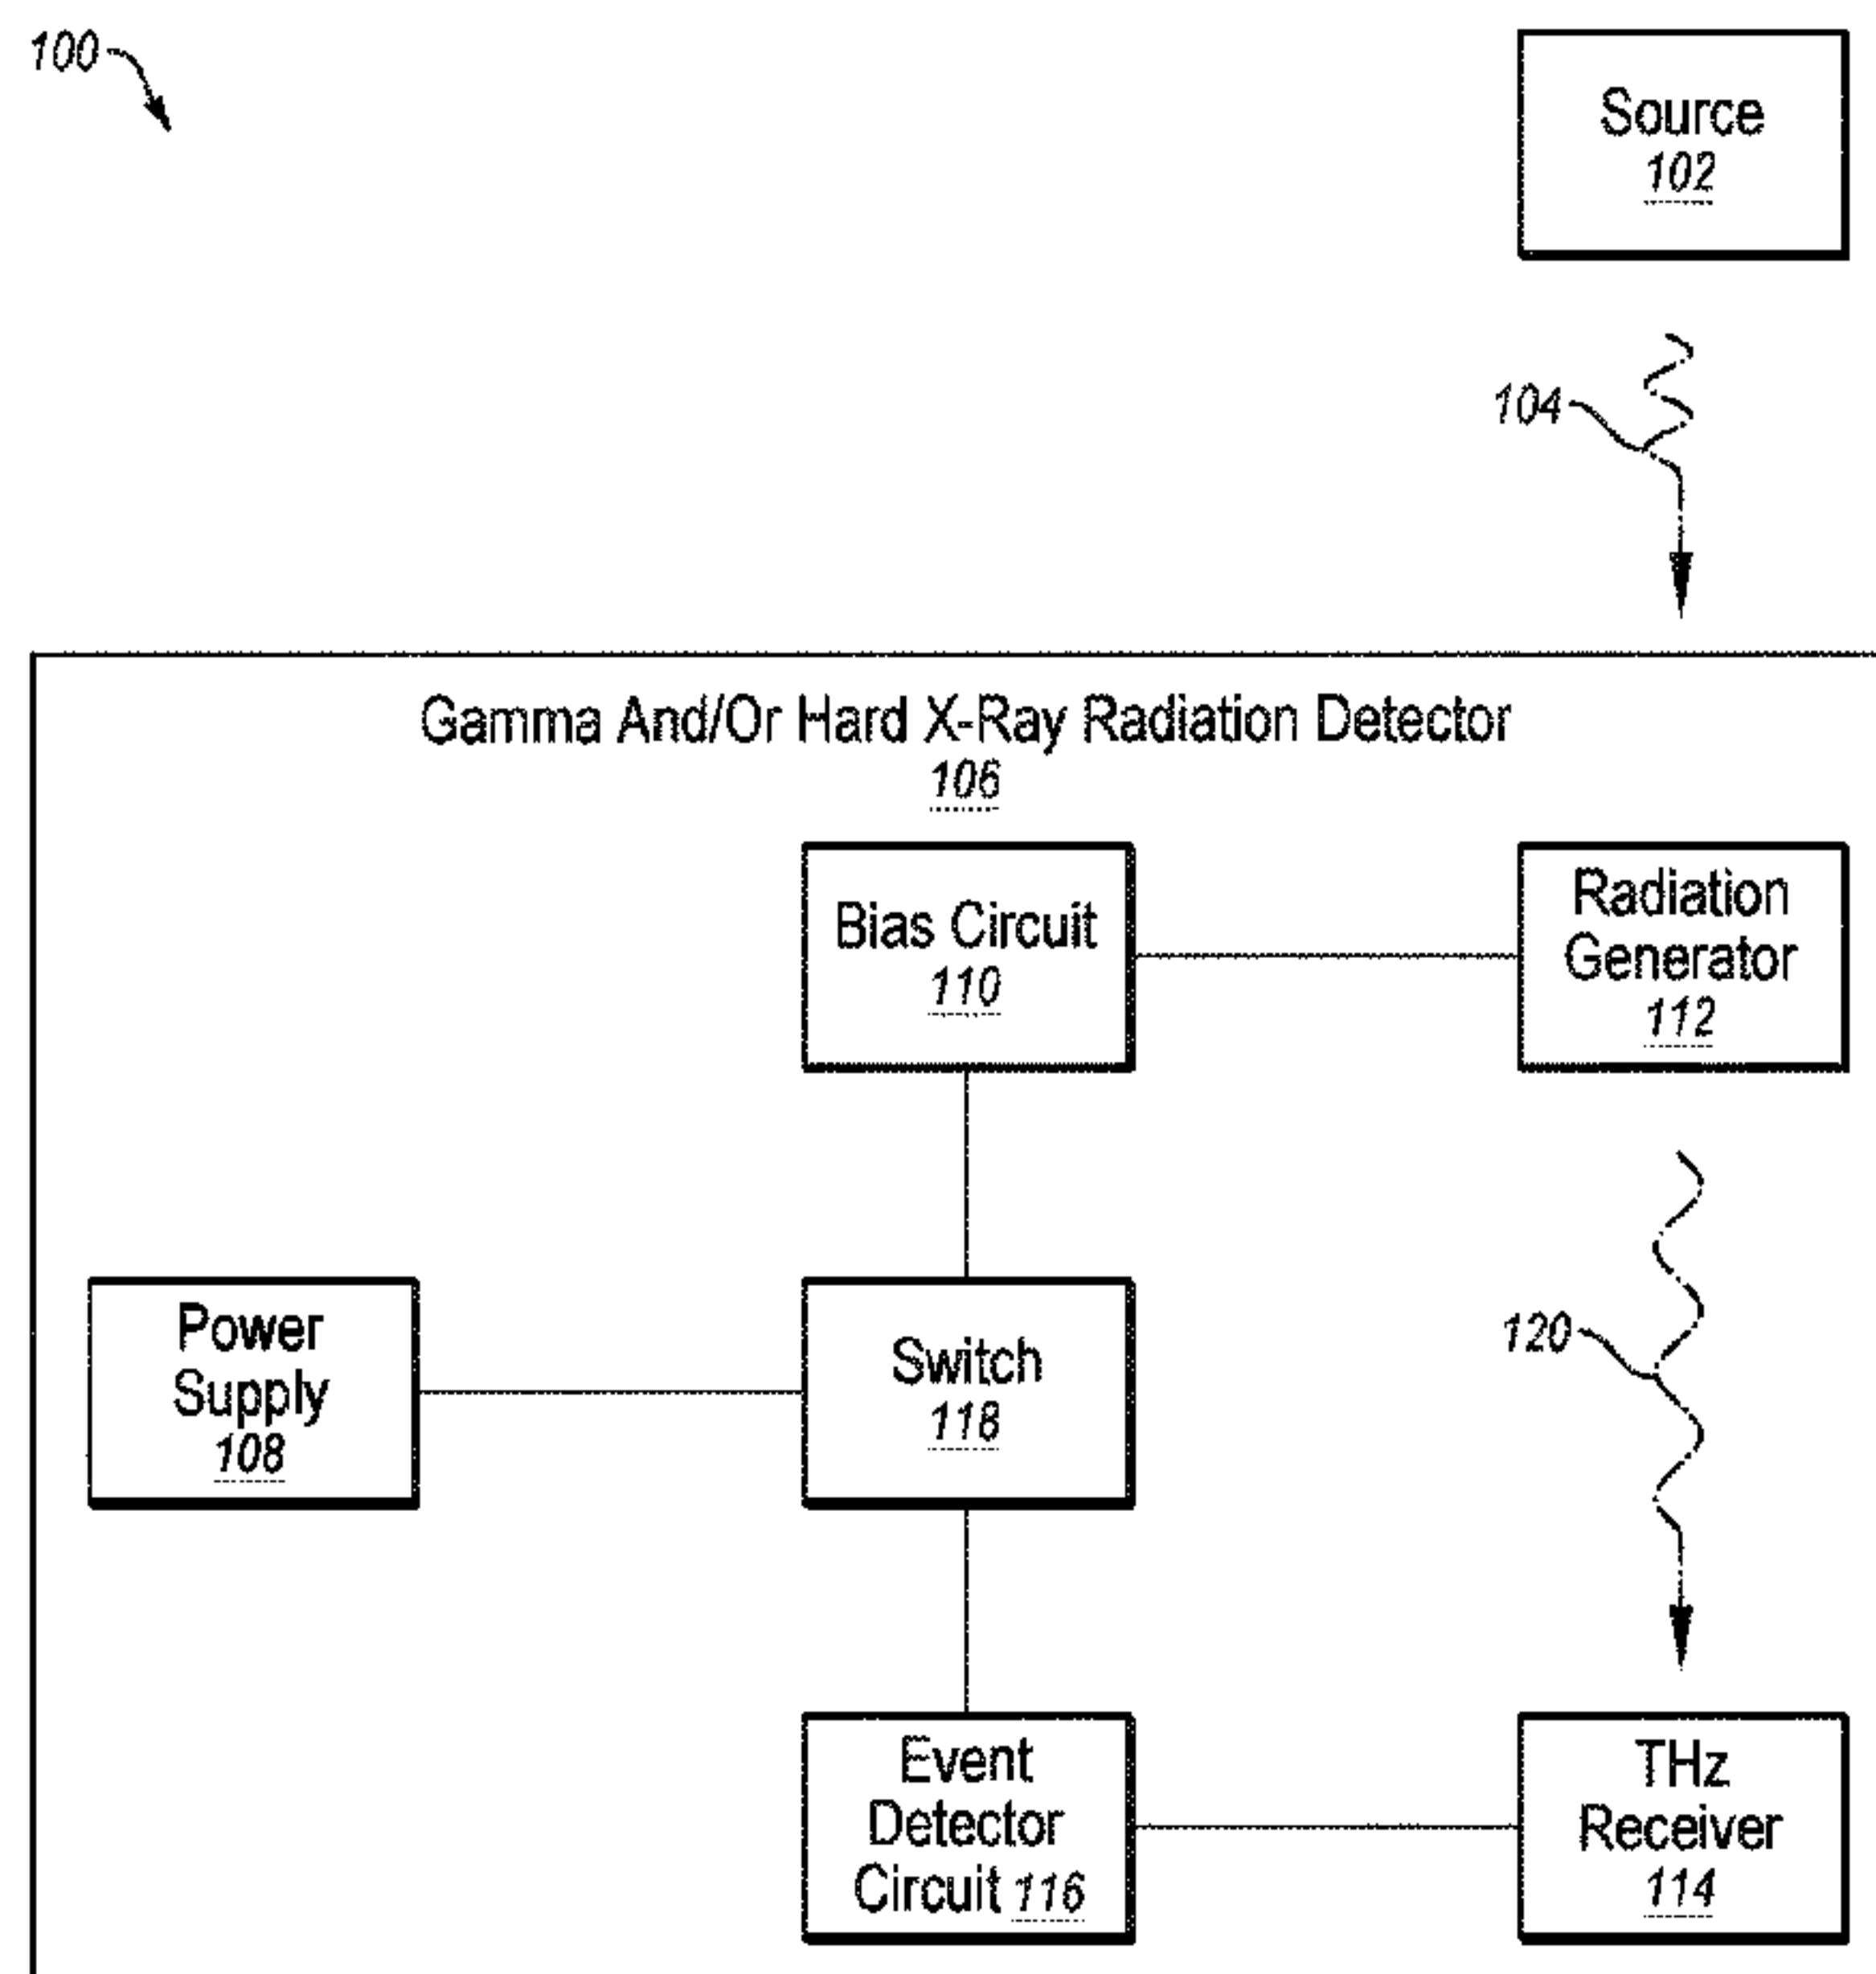 100
Source
102
104
Gamma And/Or Hard X-Ray Radiation Detector
106
Bias Circuit
110
Radiation
Generator
112
Power
Supply
108
Switch
118
120
Event
Detector
Circuit 116
THz
Receiver
114